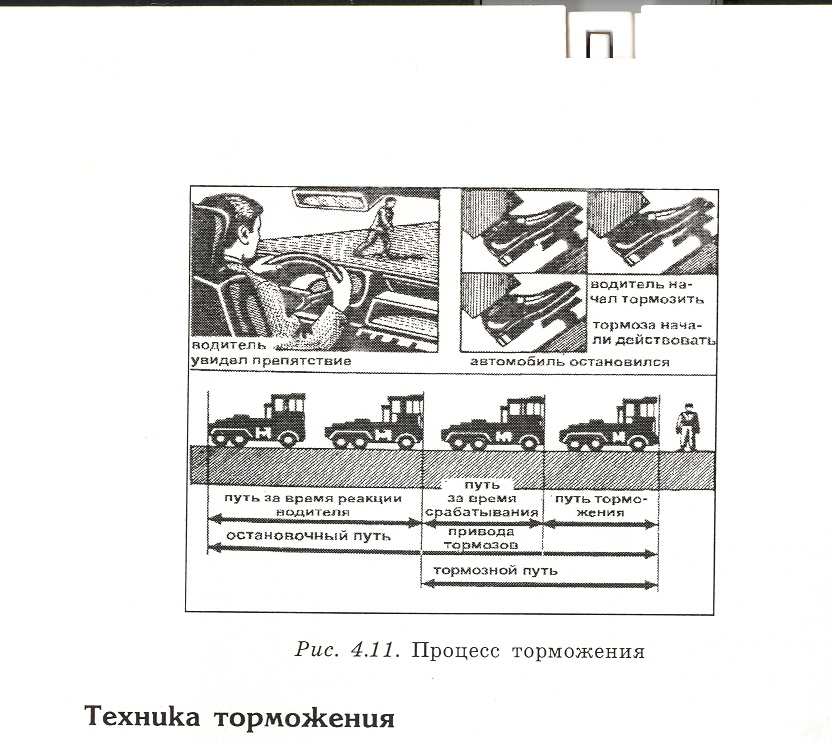 водитель
увидел препятствие
водитель на-
чал тормозить
тормоза нача-
ли действовать
автомобиль остановился
путь за время реакции
водителя
путь
за время
срабатывания
привода
тормозов
путь тормо-
жения
остановочный путь
тормозной путь
Рис. 4.11. Процесс торможения
Техника торможения